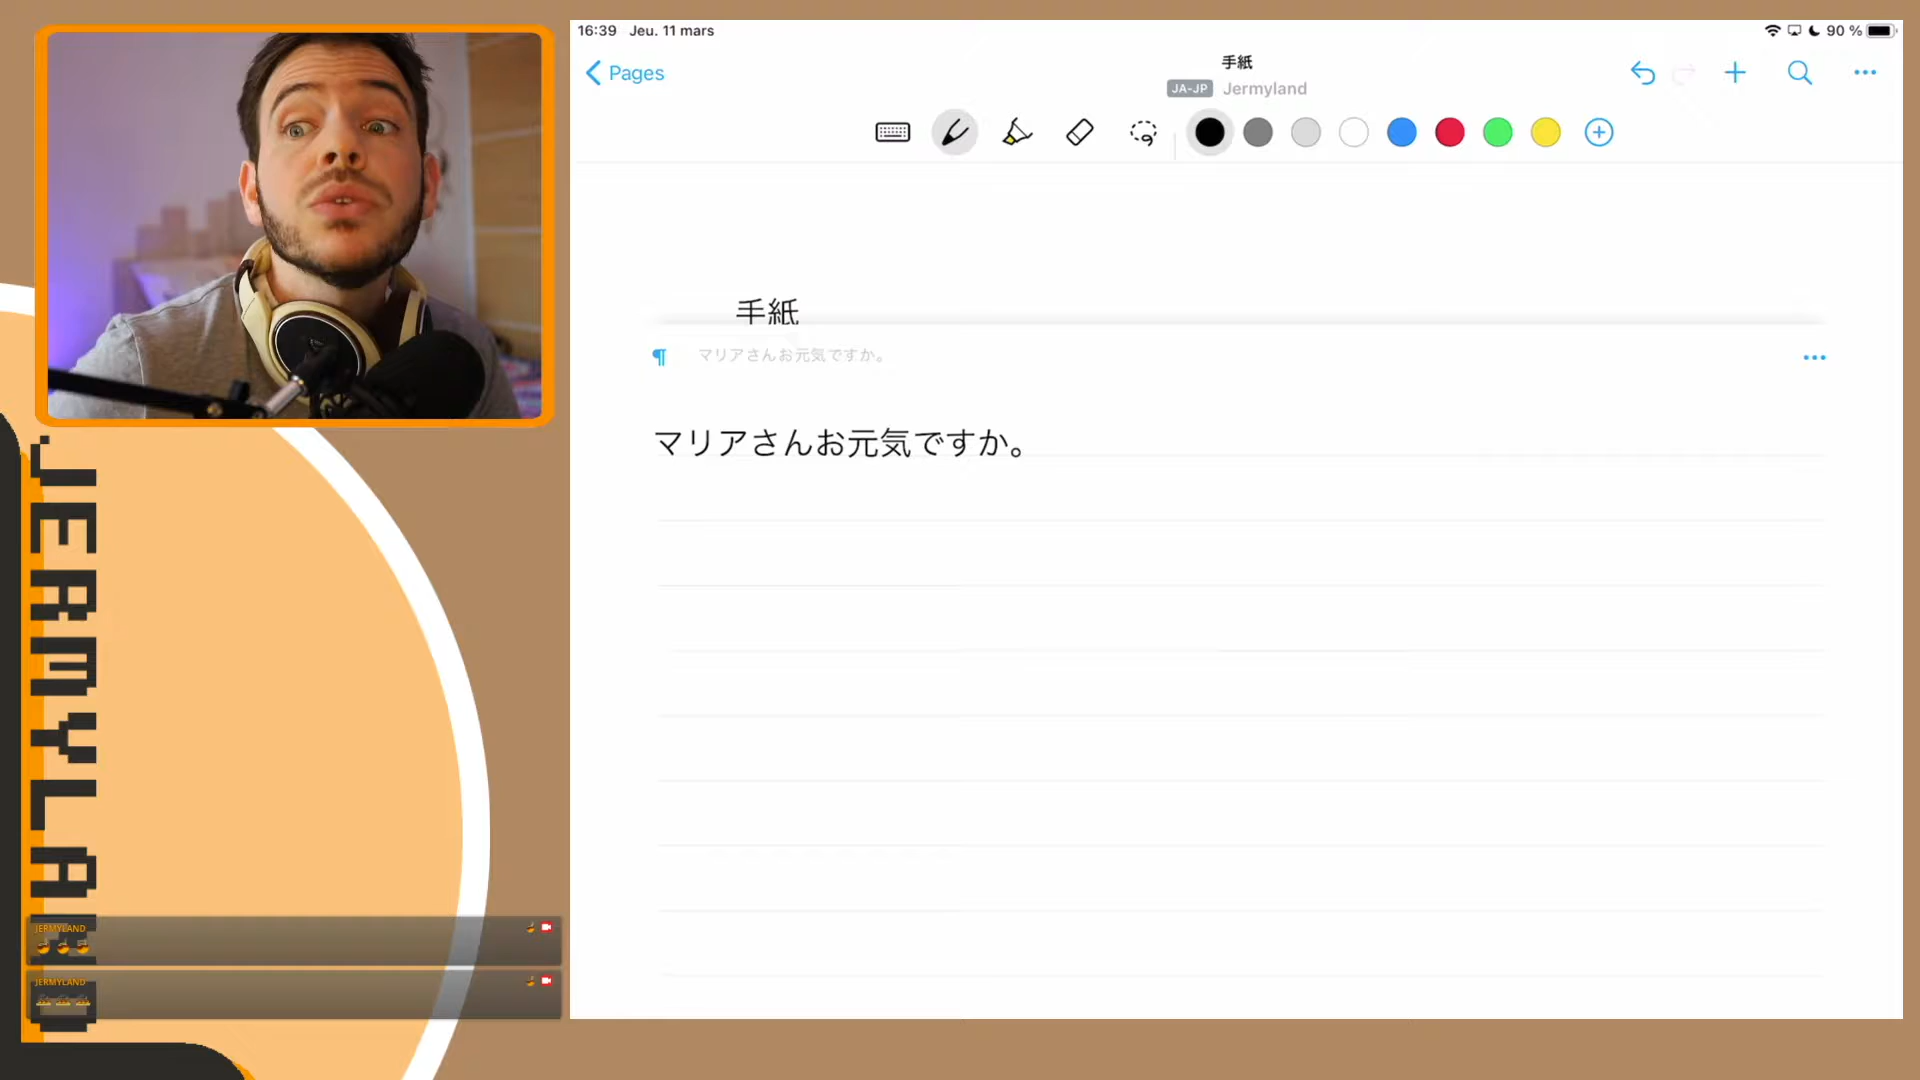 16:39 Jeu. 11 mars
90 %
Pages
手紙
JA-JP Jermyland
手紙
マリアさんお元気ですか。
マリアさんお元気ですか。
JERMYLAND
JERMYLAND
JERMYLAND